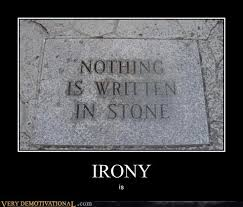 NOTHING
IS WRITTEN
IN STONE
IRONY
is
VERY DEMOTIVATIONAL.com